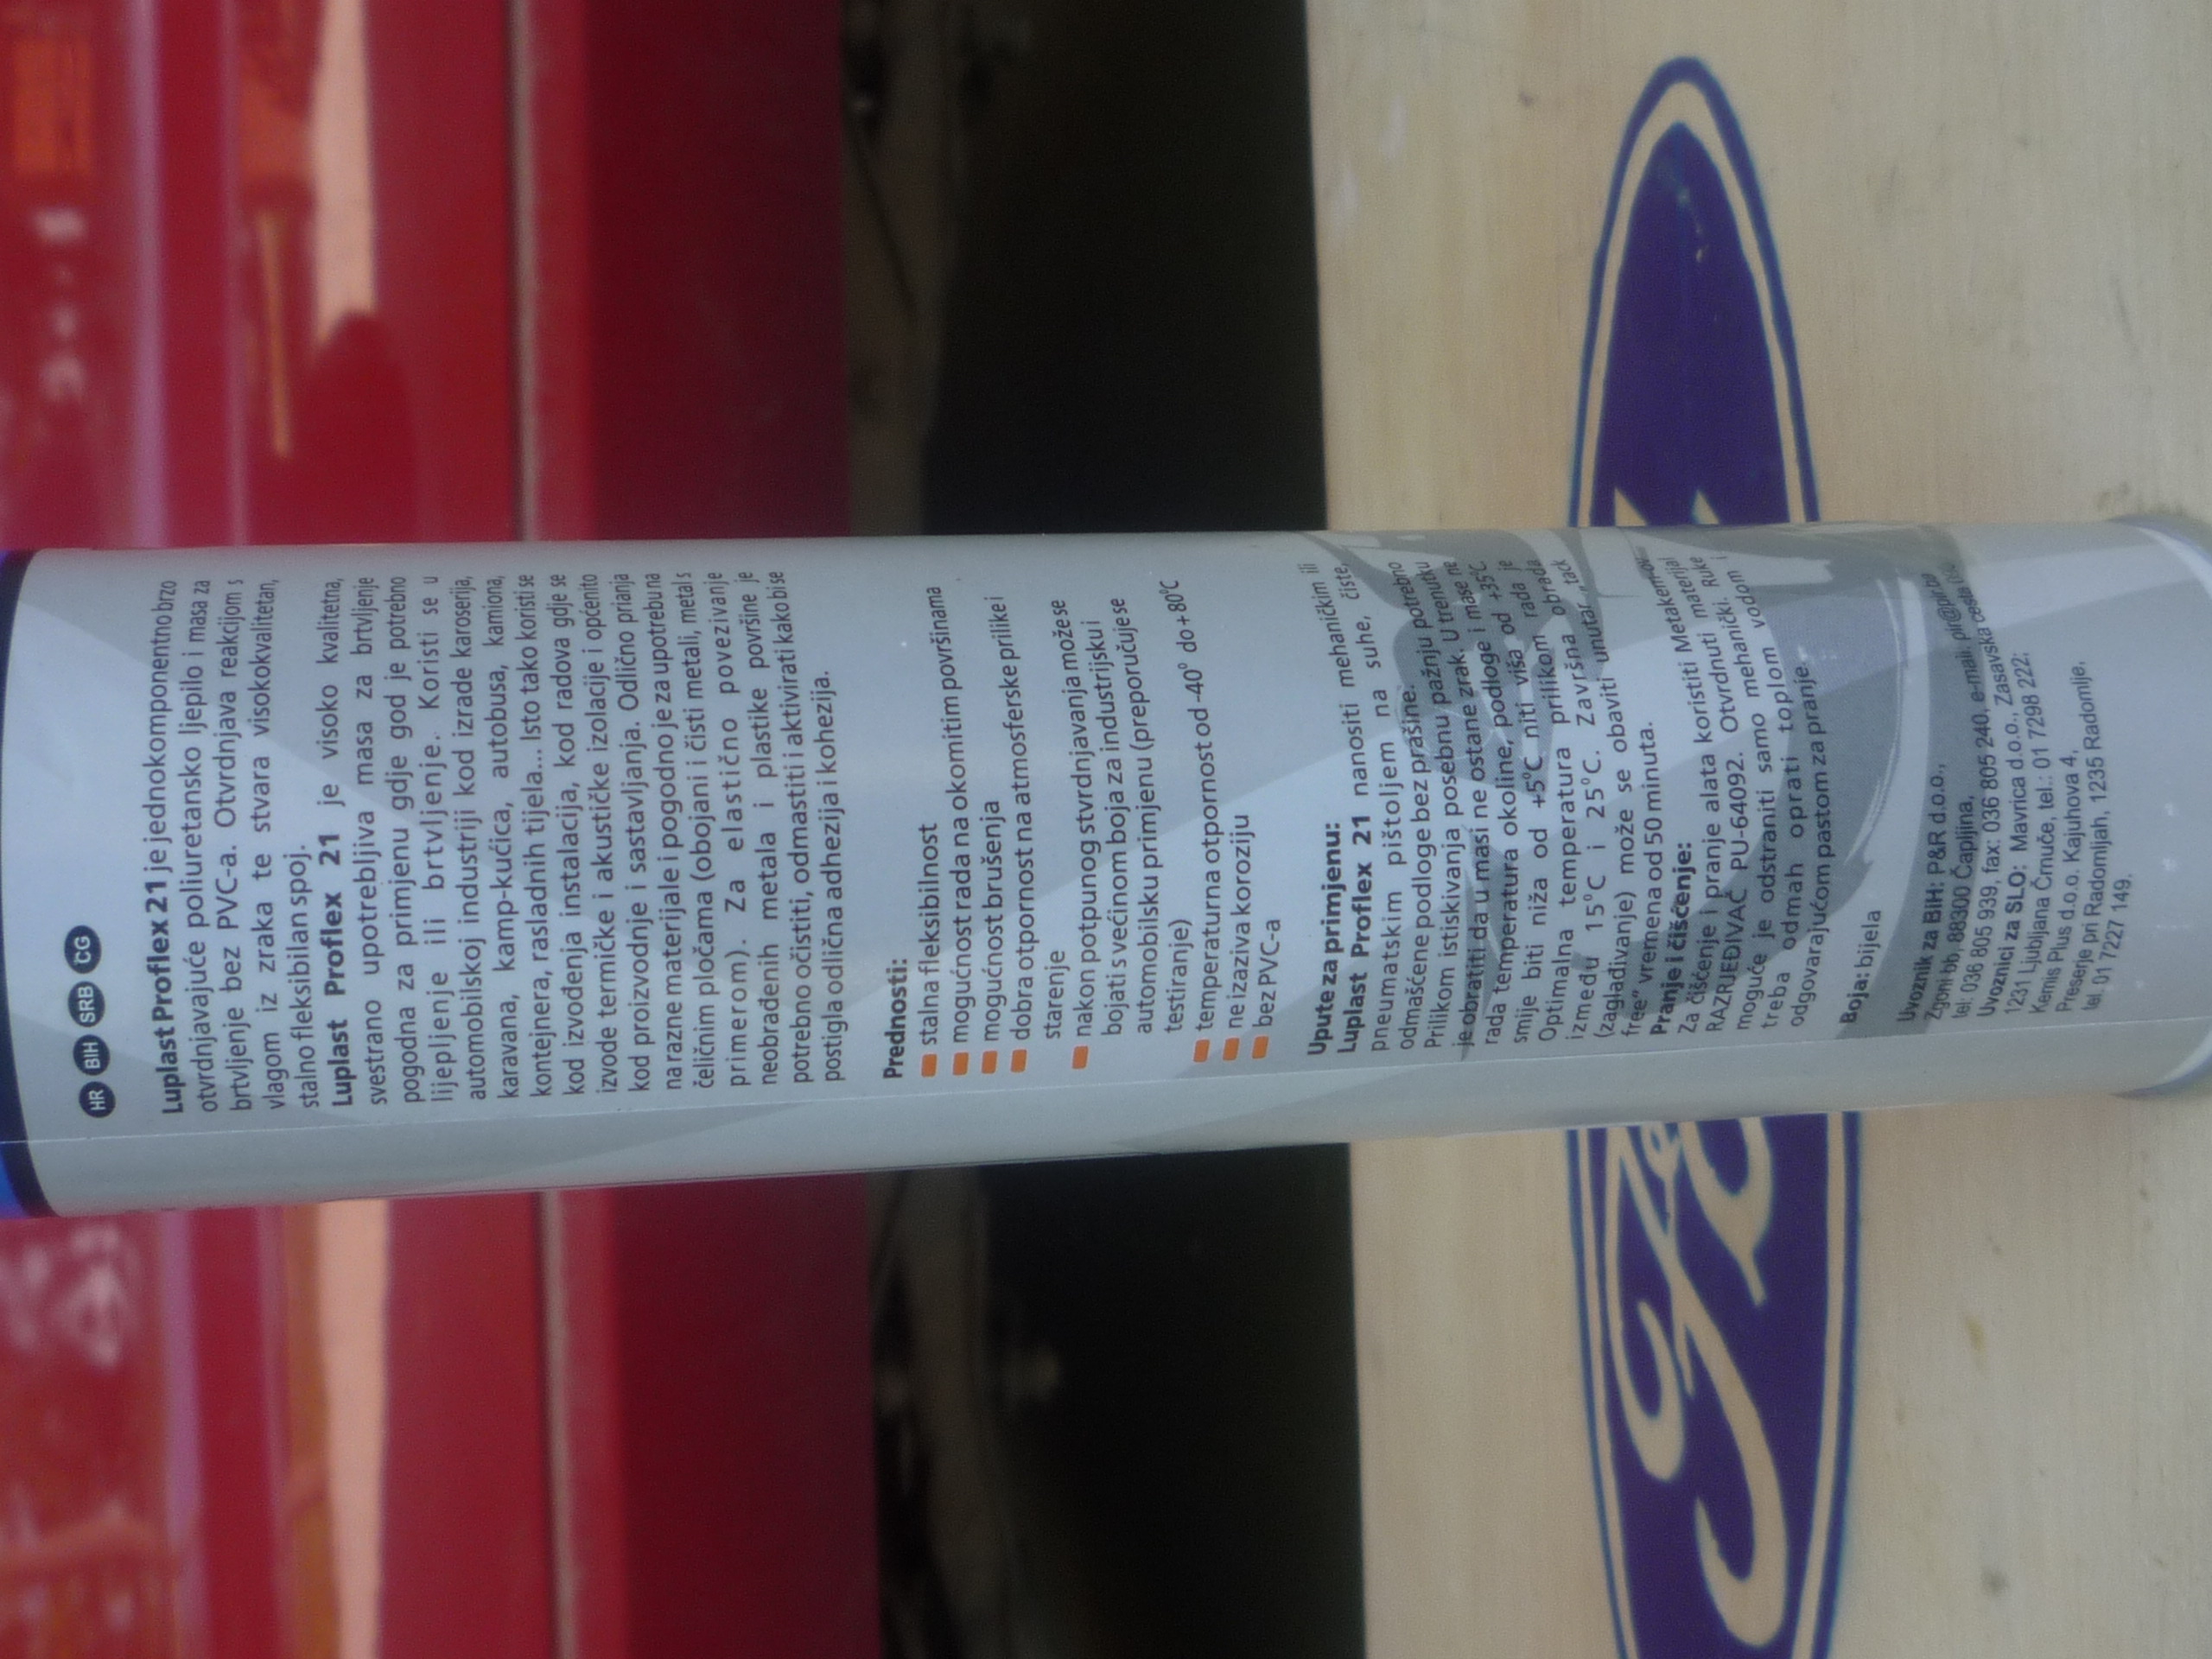 HR BIH SRB CG
Luplast Proflex 21 je jednokomponentno brzo
otvrdnjavajuće poliuretansko ljepilo i masa za
brtvljenje bez PVC-a. Otvrdnjava reakcijom s
vlagom iz zraka te stvara visokokvalitetan,
stalno fleksibilan spoj.
Luplast Proflex 21 je visoko kvalitetna,
svestrano upotrebljiva masa za brtvljenje
pogodna za primjenu gdje god je potrebno
lijepljenje ili brtvljenje. Koristi se u
automobilskoj industriji kod izrade karoserija,
karavana, kamp-kućica, autobusa, kamiona,
kontejnera, rasladnih tijela... Isto tako koristi se
kod izvođenja instalacija, kod radova gdje se
izvode termičke i akustičke izolacije i općenito
kod proizvodnje i sastavljanja. Odlično prianja
na razne materijale i pogodno je za upotrebu na
čeličnim pločama (obojani i čisti metali, metal s
primerom). Za elastično povezivanje
neobrađenih metala i plastike površine je
potrebno očistiti, odmastiti i aktivirati kako bi se
postigla odlična adhezija i kohezija.
Prednosti:
stalna fleksibilnost
mogućnost rada na okomitim površinama
mogućnost brušenja
dobra otpornost na atmosferske prilike i
starenje
nakon potpunog stvrdnjavanja može se
bojati s većinom boja za industrijsku i
automobilsku primjenu (preporučuje se
testiranje)
temperaturna otpornost od -40° do +80°C
ne izaziva koroziju
bez PVC-a
Upute za primjenu:
Luplast Proflex 21 nanositi mehaničkim ili
pneumatskim pištoljem na suhe, čiste,
odmašćene podloge bez prašine.
Prilikom istiskivanja posebnu pažnju potrebno
je obratiti da u masi ne ostane zrak. U trenutku
rada temperatura okoline, podloge i mase ne
smije biti niža od +5°C niti viša od +35°C
Optimalna temperatura prilikom rada je
između 15°C i 25°C. Završna obrada
(zaglađivanje) može se obaviti unutar „tack
free“ vremena od 50 minuta.
Pranje i čišćenje:
Za čišćenje i pranje alata koristiti Metakemov
RAZRJEĐIVAČ PU-64092. Otvrdnuti materijal
moguće je odstraniti samo mehanički. Ruke
treba odmah oprati toplom vodom i
odgovarajućom pastom za pranje.
Boja: bijela
Uvoznik za BIH: P&R d.o.o.,
Zgoni bb, 88300 Čapljina,
tel: 036 805 939, fax: 036 805 240, e-mail:
Uvoznici za SLO: Mavrica d.o.o., Zasavska cesta
1231 Ljubljana Črnuče, tel.: 01 7298 222;
Kemis Plus d.o.o. Kajuhova 4,
Preserje pri Radomljah, 1235 Radomlje,
tel. 01 7227 149.